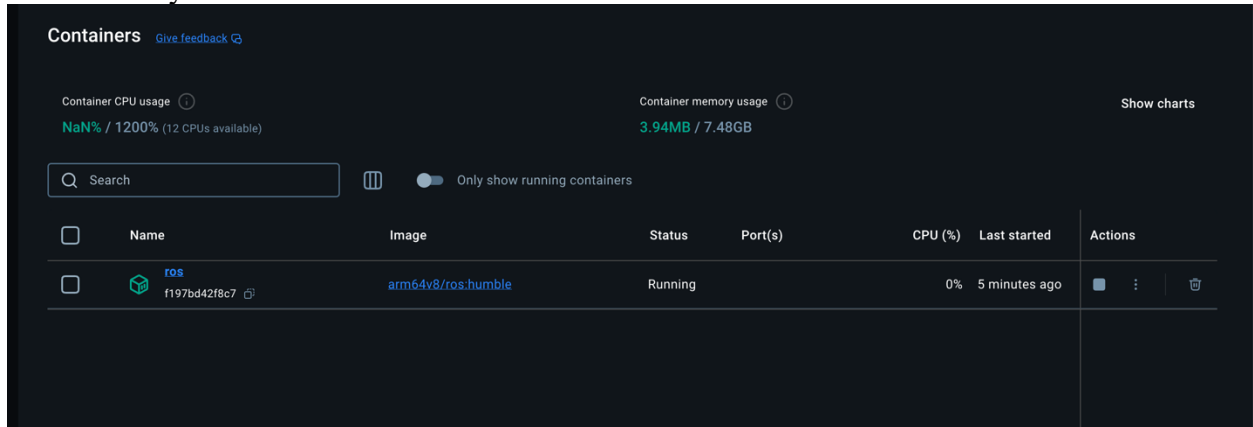 Containers Give feedback
Container CPU usage
NaN% / 1200% (12 CPUs available)
Container memory usage
3.94MB / 7.48GB
Show charts
Search
Only show running containers
Name Image Status Port(s) CPU (%) Last started Actions
ros
f197bd42f8c7
arm64v8/ros:humble Running 0% 5 minutes ago